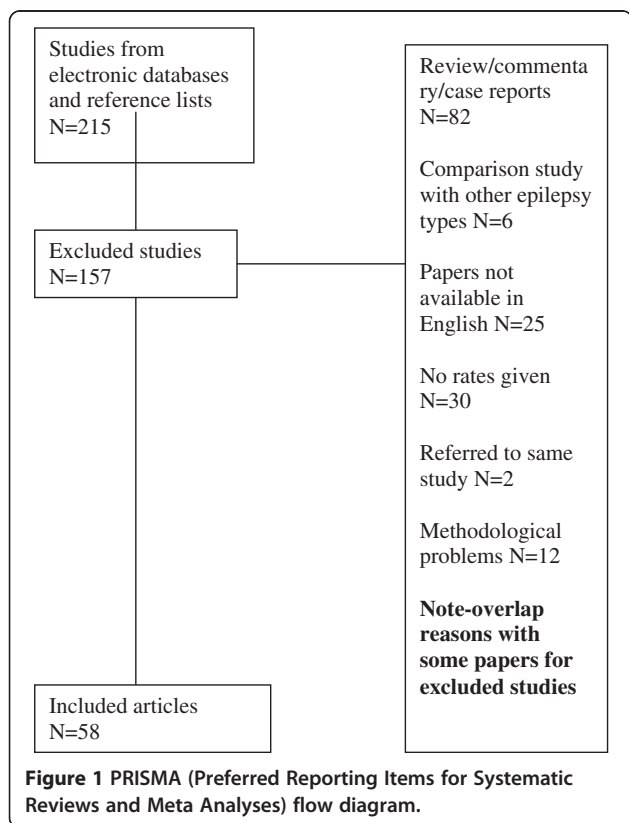 Studies from
electronic databases
and reference lists
N=215
Excluded studies
N=157
Included articles
N=58
Review/commenta
ry/case reports
N=82
Comparison study
with other epilepsy
types N=6
Papers not
available in
English N=25
No rates given
N=30
Referred to same
study N=2
Methodological
problems N=12
Note-overlap
reasons with
some papers for
excluded studies
Figure 1 PRISMA (Preferred Reporting Items for Systematic
Reviews and Meta Analyses) flow diagram.